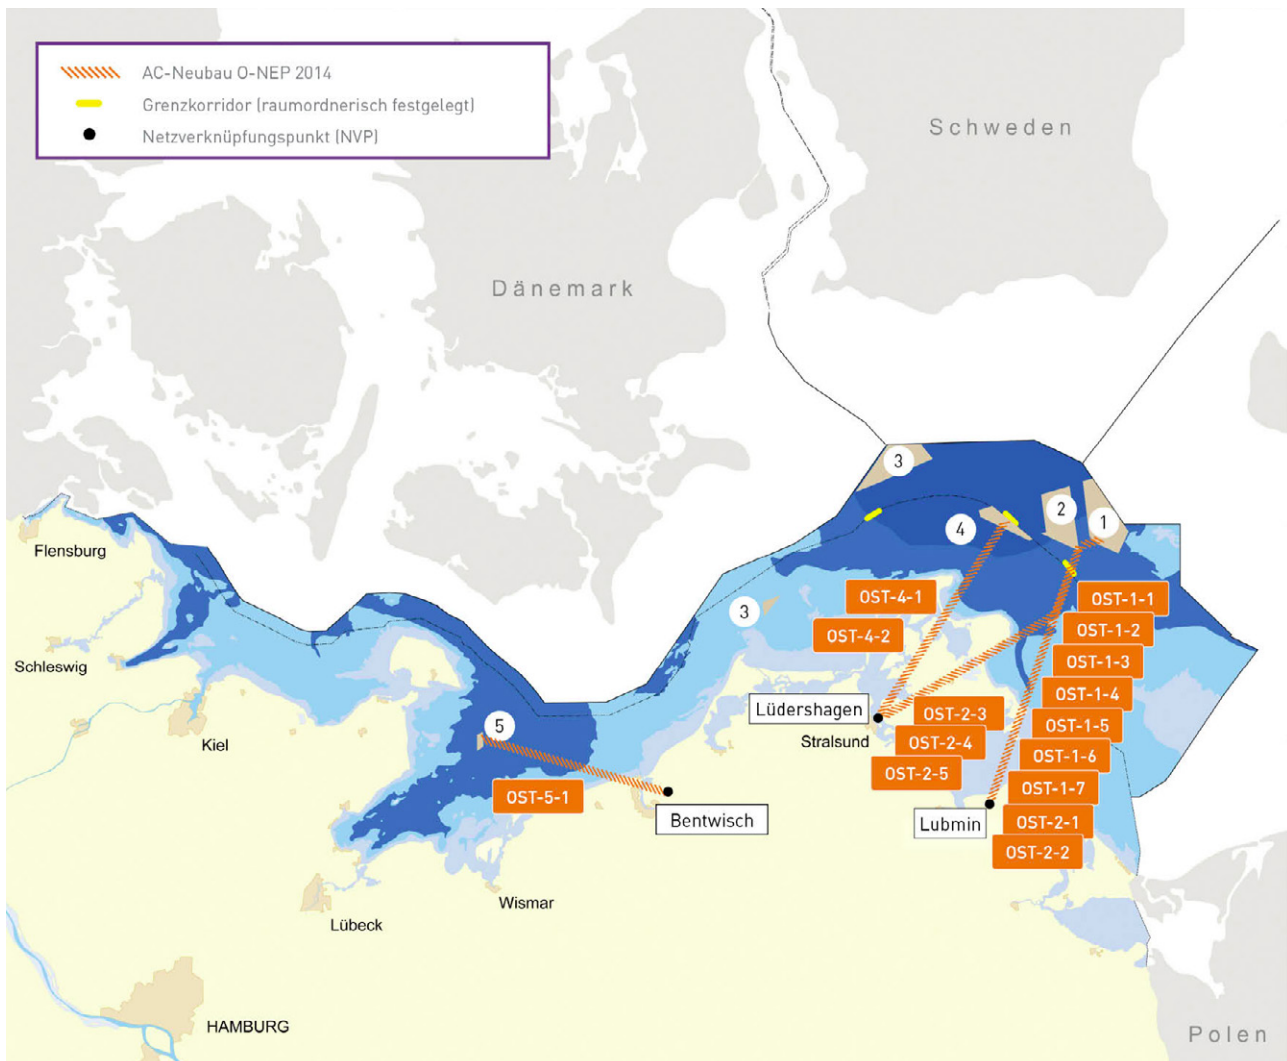 AC-Neubau O-NEP 2014
Grenzkorridor (raumordnerisch festgelegt)
Netzverknüpfungspunkt (NVP)
Schweden
Dänemark
3
4
2
1
Flensburg
OST-4-1
OST-1-1
3
OST-4-2
OST-1-2
Schleswig
OST-1-3
OST-1-4
Lüdershagen
OST-2-3
Kiel
5
Stralsund
OST-2-4
OST-1-5
OST-1-6
OST-2-5
OST-5-1
OST-1-7
Bentwisch
Lubmin
OST-2-1
OST-2-2
Wismar
Lübeck
HAMBURG
Polen